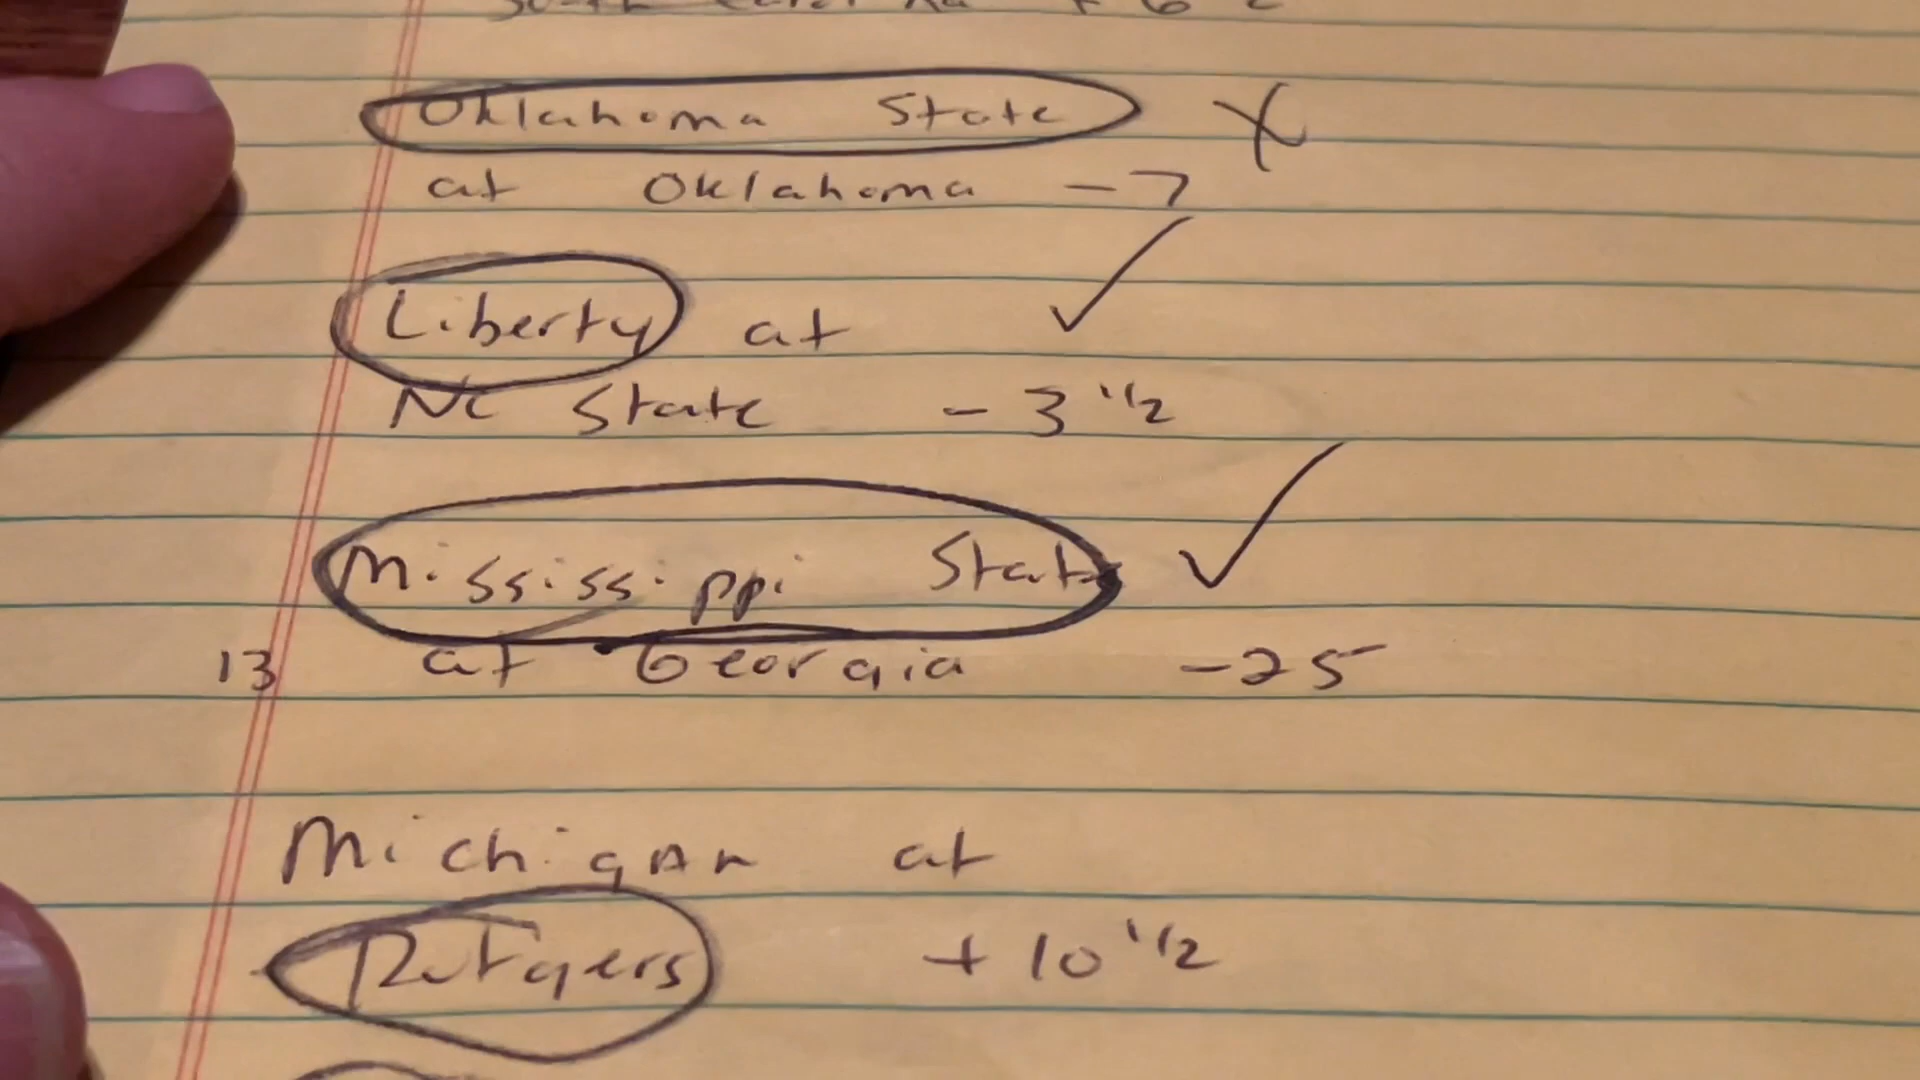 Oklahoma State X
at Oklahoma -7
Liberty at ✓
NC State -3 1/2
Mississippi State ✓
13 at Georgia -25
Michigan at
Rutgers +10 1/2